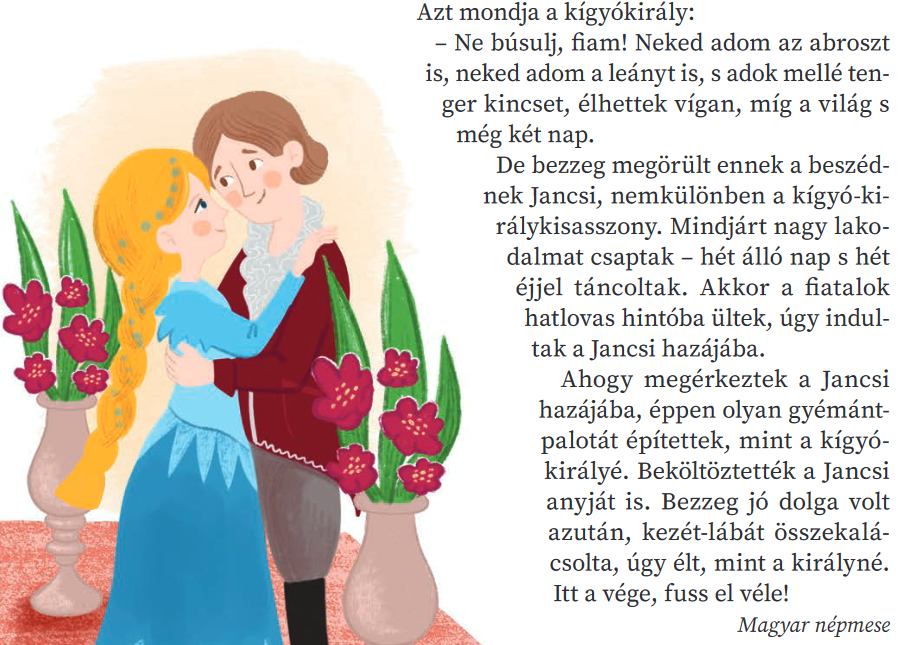 Azt mondja a kígyókirály:
– Ne búsulj, fiam! Neked adom az abroszt
is, neked adom a leányt is, s adok mellé ten-
ger kincset, élhettek vígan, míg a világ s
még két nap.
De bezzeg megörült ennek a beszéd-
nek Jancsi, nemkülönben a kígyó-ki-
rálykisasszony. Mindjárt nagy lako-
dalmat csaptak – hét álló nap s hét
éjjel táncoltak. Akkor a fiatalok
hatlovas hintóba ültek, úgy indul-
tak a Jancsi hazájába.
Ahogy megérkeztek a Jancsi
hazájába, éppen olyan gyémánt-
palotát építettek, mint a kígyó-
királyé. Beköltöztették a Jancsi
anyját is. Bezzeg jó dolga volt
azután, kezét-lábát összekalá-
csolta, úgy élt, mint a királyné.
Itt a vége, fuss el véle!
Magyar népmese